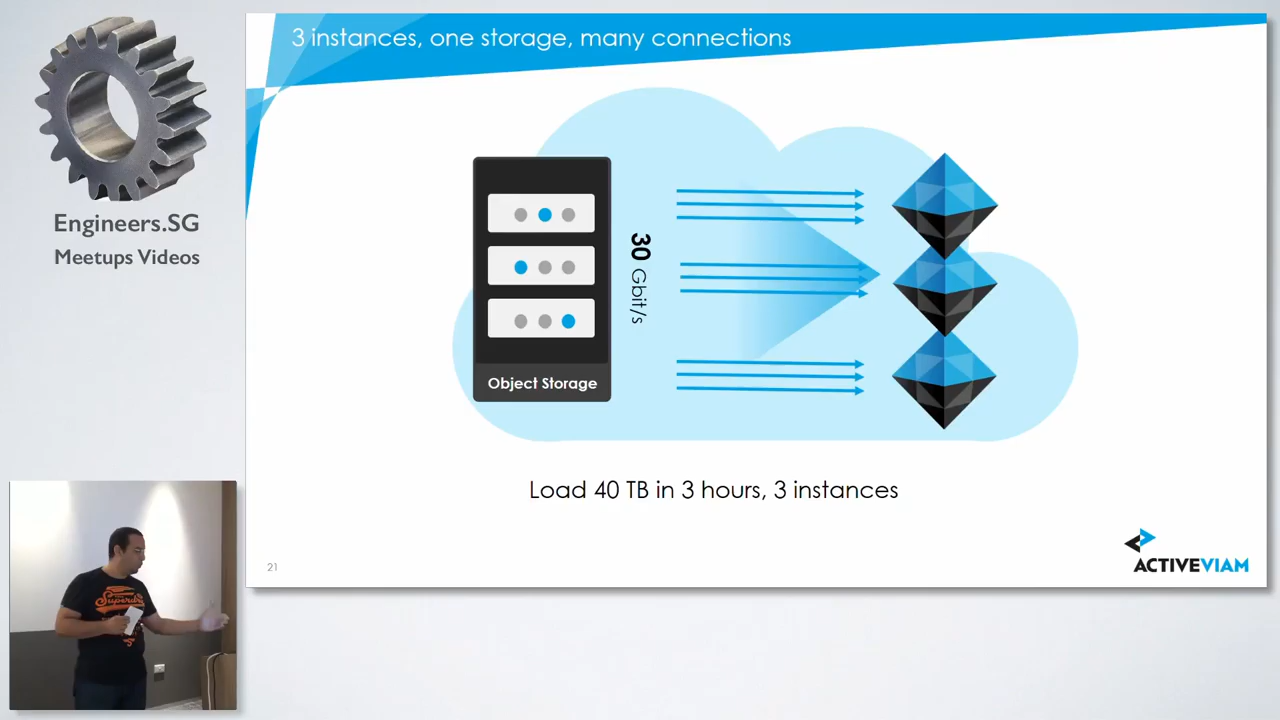 3 instances, one storage, many connections
Engineers.SG
Meetups Videos
30 Gbit/s
Object Storage
Load 40 TB in 3 hours, 3 instances
21
ACTIVEVIAM
Superdry